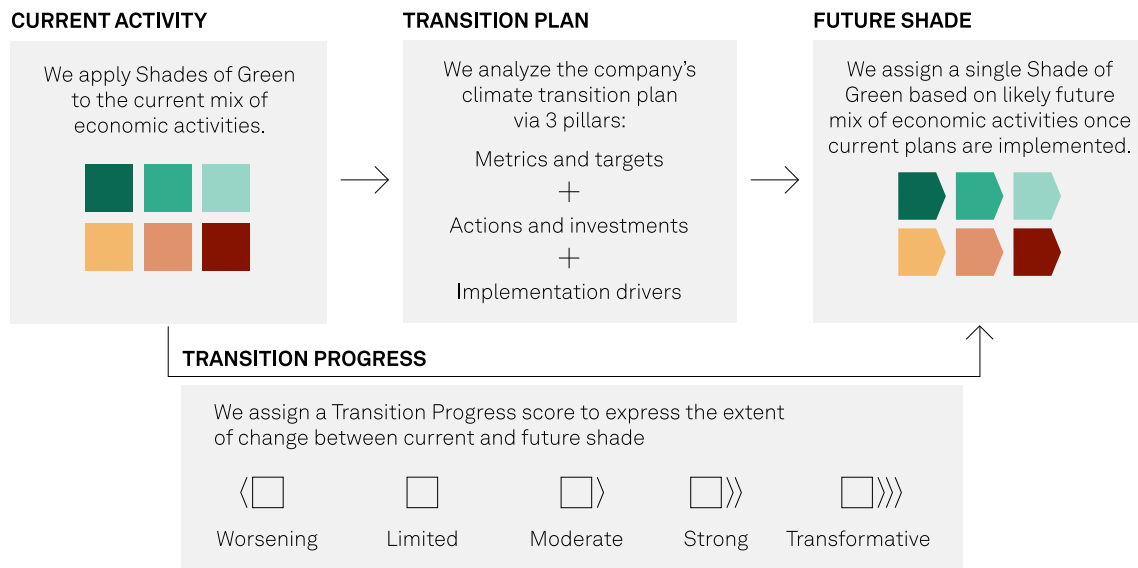 CURRENT ACTIVITY
We apply Shades of Green
to the current mix of
economic activities.
TRANSITION PLAN
We analyze the company’s
climate transition plan
via 3 pillars:
Metrics and targets
+
Actions and investments
+
Implementation drivers
FUTURE SHADE
We assign a single Shade of
Green based on likely future
mix of economic activities once
current plans are implemented.
TRANSITION PROGRESS
We assign a Transition Progress score to express the extent
of change between current and future shade
Worsening
Limited
Moderate
Strong
Transformative